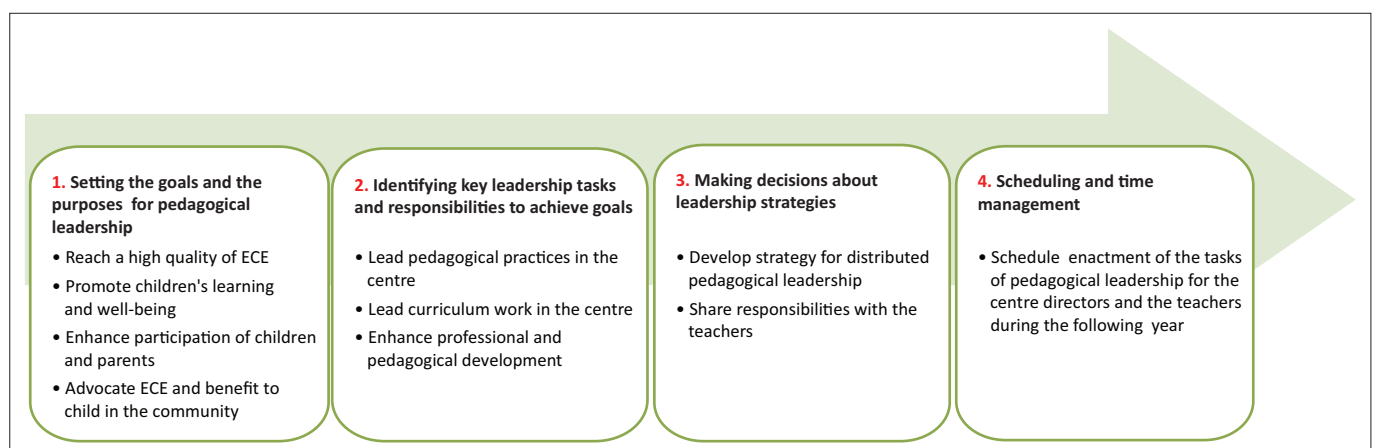 1. Setting the goals and the
purposes for pedagogical
leadership
• Reach a high quality of ECE
• Promote children's learning
and well-being
• Enhance participation of children
and parents
• Advocate ECE and benefit to
child in the community
2. Identifying key leadership tasks
and responsibilities to achieve goals
• Lead pedagogical practices in the
centre
• Lead curriculum work in the centre
• Enhance professional and
pedagogical development
3. Making decisions about
leadership strategies
• Develop strategy for distributed
pedagogical leadership
• Share responsibilities with the
teachers
4. Scheduling and time
management
• Schedule enactment of the tasks
of pedagogical leadership for the
centre directors and the teachers
during the following year